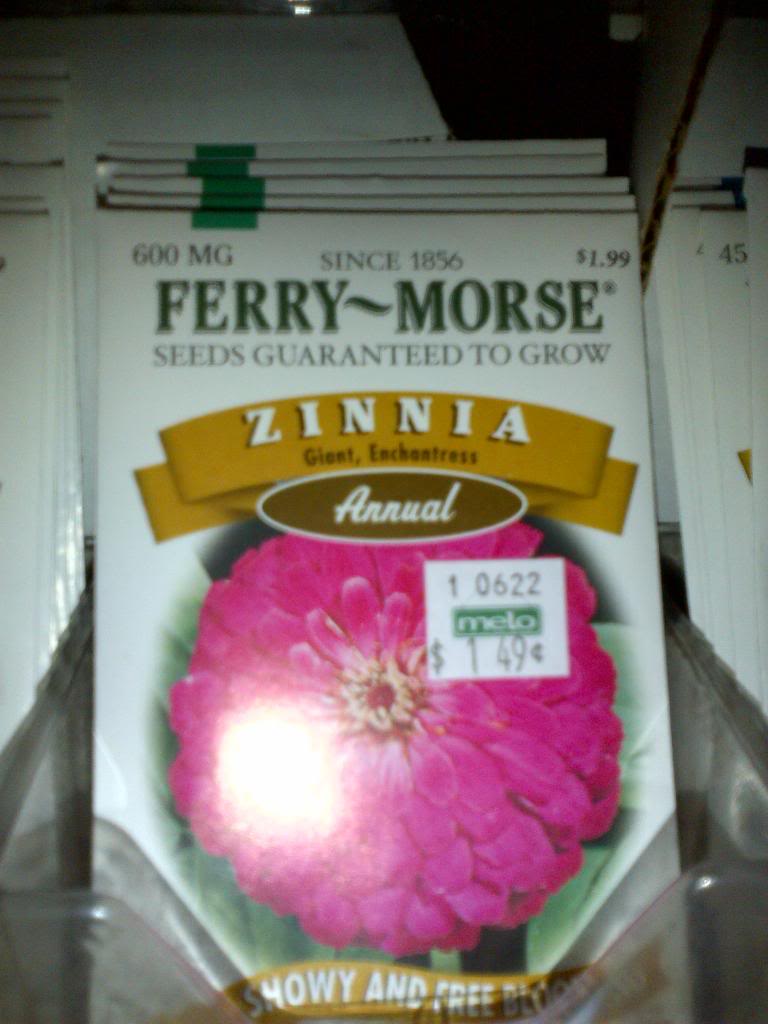 600 MG SINCE 1856 $1.99
FERRY~MORSE®
SEEDS GUARANTEED TO GROW
ZINNIA
Giant, Enchantress
Annual
1 0622
melo
$ 1 49¢
SHOWY AND FREE
45